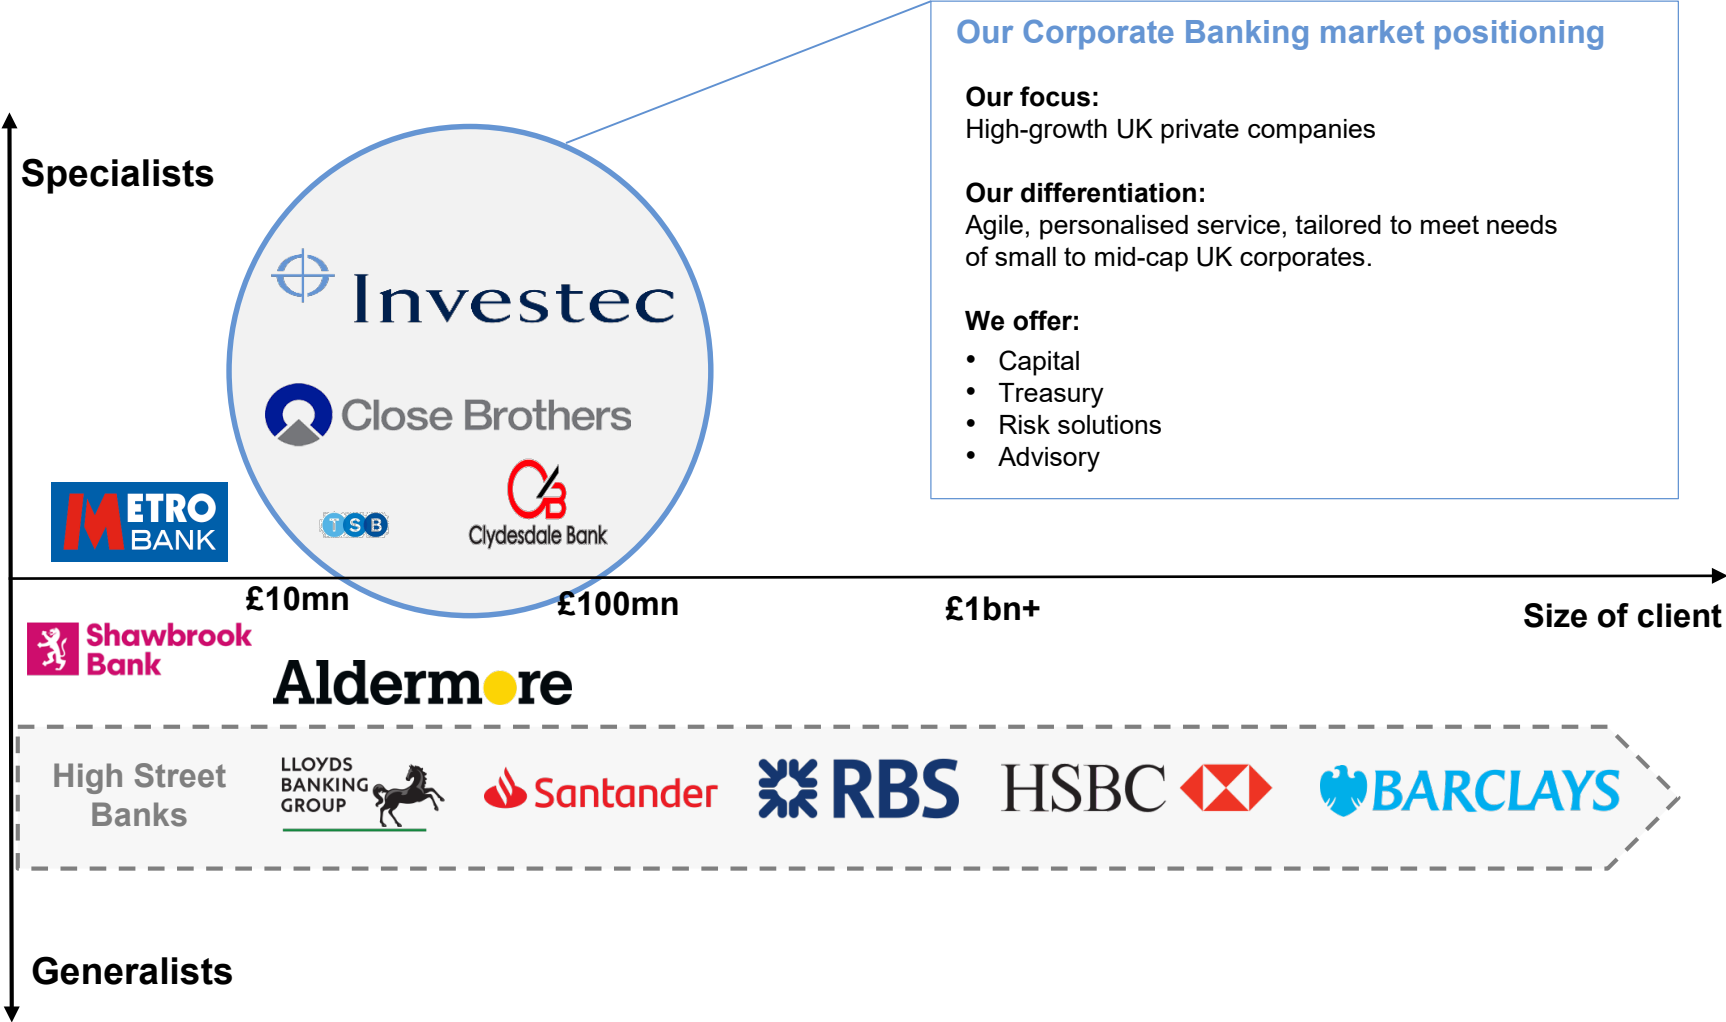 Our Corporate Banking market positioning
Our focus:
High-growth UK private companies
Our differentiation:
Agile, personalised service, tailored to meet needs
of small to mid-cap UK corporates.
We offer:
• Capital
• Treasury
• Risk solutions
• Advisory
Specialists
Investec
Close Brothers
METRO
BANK
TSB
CYB
Clydesdale Bank
£10mn
£100mn
£1bn+
Size of client
Shawbrook
Bank
Aldermore
High Street
Banks
LLOYDS
BANKING
GROUP
Santander
RBS
HSBC
BARCLAYS
Generalists